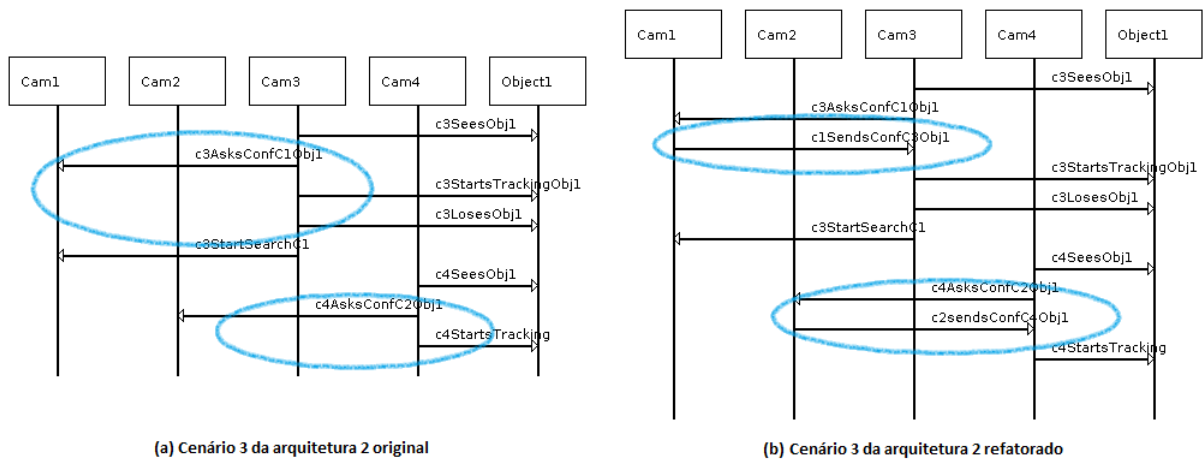 Cam1 Cam2 Cam3 Cam4 Object1
c3SeesObj1
c3AsksConfC1Obj1
c3StartsTrackingObj1
c3LosesObj1
c3StartSearchC1
c4SeesObj1
c4AsksConfC2Obj1
c4StartsTracking
(a) Cenário 3 da arquitetura 2 original
Cam1 Cam2 Cam3 Cam4 Object1
c3SeesObj1
c3AsksConfC1Obj1
c1SendsConfC3Obj1
c3StartsTrackingObj1
c3LosesObj1
c3StartSearchC1
c4SeesObj1
c4AsksConfC2Obj1
c2sendsConfC4Obj1
c4StartsTracking
(b) Cenário 3 da arquitetura 2 refatorado